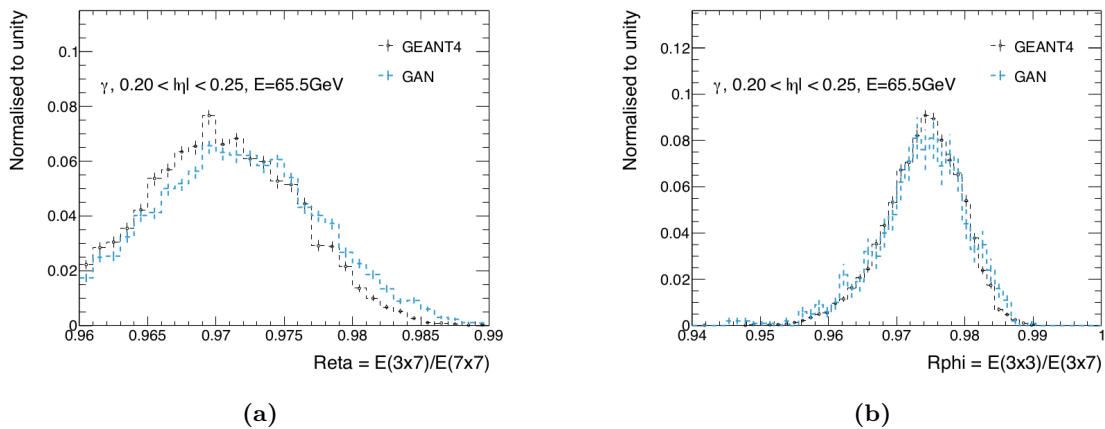 Normalised to unity
0.1
0.08
0.06
0.04
0.02
0
0.96 0.965 0.97 0.975 0.98 0.985 0.99
GEANT4
GAN
γ, 0.20 < |η| < 0.25, E=65.5GeV
Reta = E(3x7)/E(7x7)
(a)
Normalised to unity
0.12
0.1
0.08
0.06
0.04
0.02
0
0.94 0.95 0.96 0.97 0.98 0.99 1
GEANT4
GAN
γ, 0.20 < |η| < 0.25, E=65.5GeV
Rphi = E(3x3)/E(3x7)
(b)